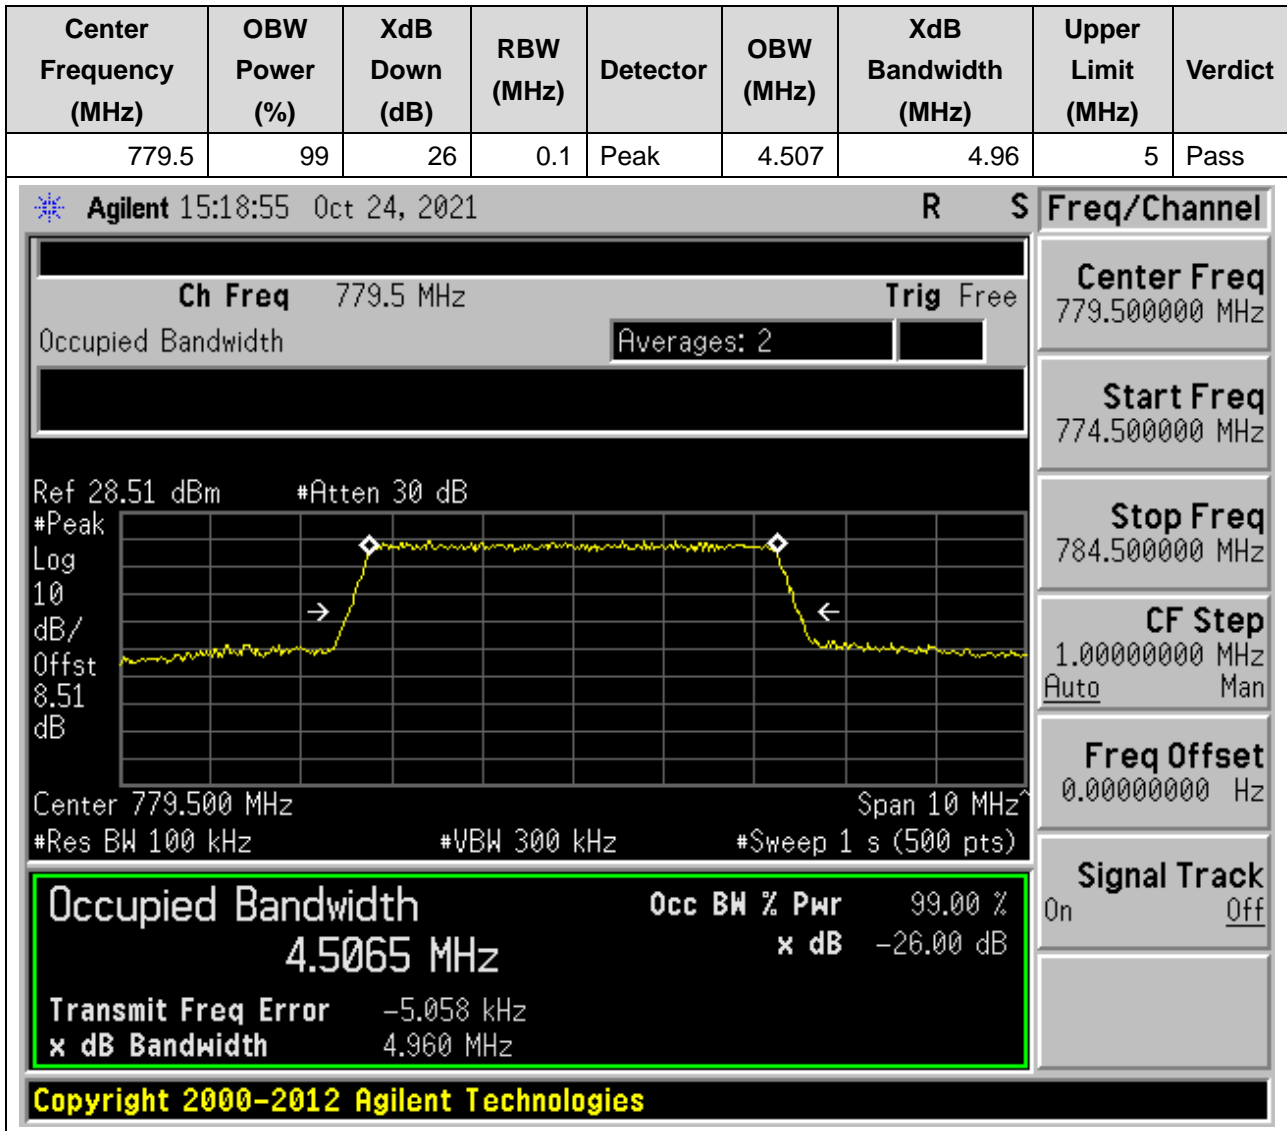 Center Frequency (MHz) OBW Power (%) XdB Down (dB) RBW (MHz) Detector OBW (MHz) XdB Bandwidth (MHz) Upper Limit (MHz) Verdict
779.5 99 26 0.1 Peak 4.507 4.96 5 Pass
Agilent 15:18:55 Oct 24, 2021 R S Freq/Channel
Ch Freq 779.5 MHz Trig Free
Occupied Bandwidth Averages: 2
Center Freq
779.500000 MHz
Start Freq
774.500000 MHz
Stop Freq
784.500000 MHz
CF Step
1.00000000 MHz
Auto Man
Freq Offset
0.00000000 Hz
Signal Track
On Off
Ref 28.51 dBm #Atten 30 dB
#Peak
Log
10
dB/
Offst
8.51
dB
Center 779.500 MHz Span 10 MHz^
#Res BW 100 kHz #VBW 300 kHz #Sweep 1 s (500 pts)
Occupied Bandwidth Occ BW % Pwr 99.00 %
4.5065 MHz x dB -26.00 dB
Transmit Freq Error -5.058 kHz
x dB Bandwidth 4.960 MHz
Copyright 2000-2012 Agilent Technologies